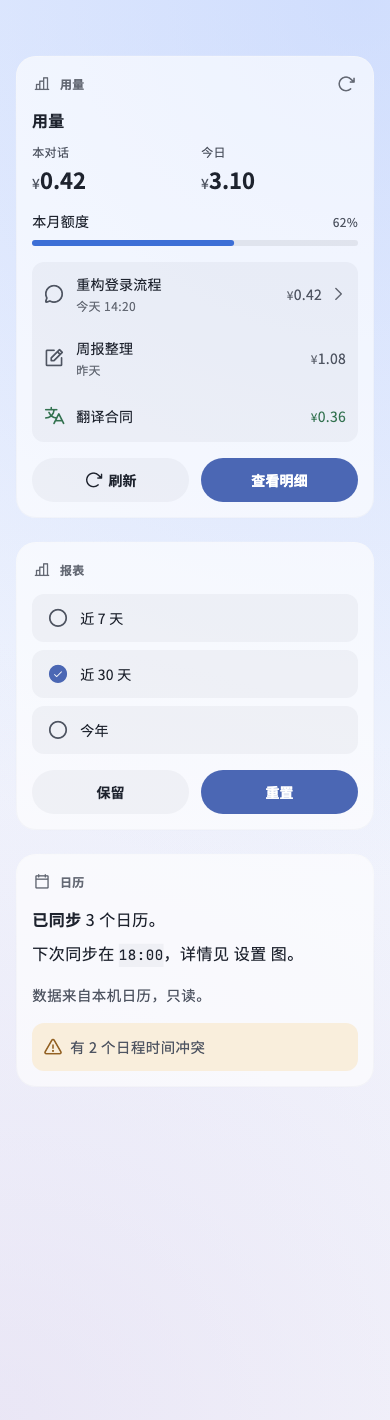 用量
用量
本对话 今日
¥0.42 ¥3.10
本月额度 62%
重构登录流程 ¥0.42
今天 14:20
周报整理 ¥1.08
昨天
翻译合同 ¥0.36
刷新 查看明细
报表
近 7 天
近 30 天
今年
保留 重置
日历
已同步 3 个日历。
下次同步在 18:00，详情见 设置 图。
数据来自本机日历，只读。
有 2 个日程时间冲突